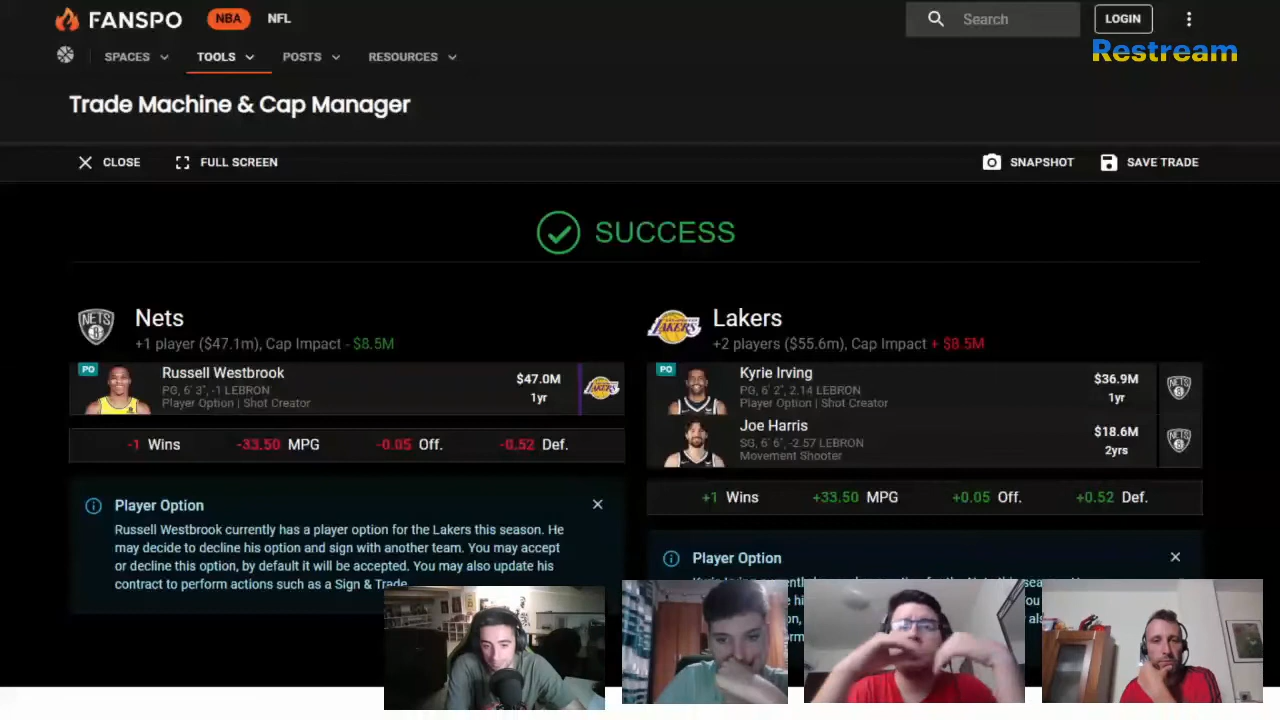 FANSPO NBA NFL Search LOGIN
Restream
SPACES TOOLS POSTS RESOURCES
Trade Machine & Cap Manager
CLOSE FULL SCREEN SNAPSHOT SAVE TRADE
SUCCESS
NETS
Nets
+1 player ($47.1m), Cap Impact - $8.5M
PO
Russell Westbrook
PG, 6' 3", -1 LEBRON
Player Option | Shot Creator
$47.0M
1yr
LAKERS
-1 Wins -33.50 MPG -0.05 Off. -0.52 Def.
Player Option
Russell Westbrook currently has a player option for the Lakers this season. He
may decide to decline his option and sign with another team. You may accept
or decline this option, by default it will be accepted. You may also update his
contract to perform actions such as a Sign & Trade.
LAKERS
Lakers
+2 players ($55.6m), Cap Impact + $8.5M
PO
Kyrie Irving
PG, 6' 2", 2.14 LEBRON
Player Option | Shot Creator
$36.9M
1yr
NETS
Joe Harris
SG, 6' 6", -2.57 LEBRON
Movement Shooter
$18.6M
2yrs
NETS
+1 Wins +33.50 MPG +0.05 Off. +0.52 Def.
Player Option